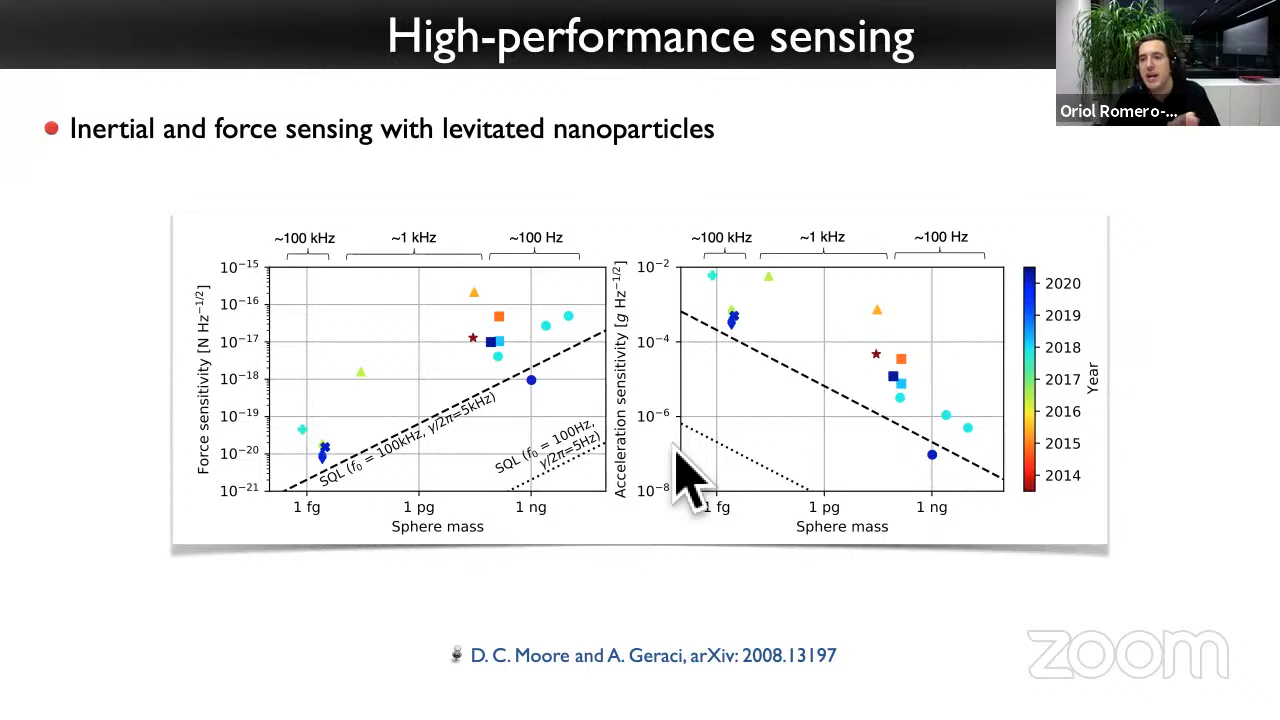 High-performance sensing
Oriol Romero-...
Inertial and force sensing with levitated nanoparticles
~100 kHz ~1 kHz ~100 Hz
Force sensitivity [N Hz⁻¹/²]
10⁻¹⁵
10⁻¹⁶
10⁻¹⁷
10⁻¹⁸
10⁻¹⁹
10⁻²⁰
10⁻²¹
SQL (f₀ = 100kHz, γ/2π=5kHz)
SQL (f₀ = 100Hz,
γ/2π=5Hz)
1 fg 1 pg 1 ng
Sphere mass
~100 kHz ~1 kHz ~100 Hz
Acceleration sensitivity [g Hz⁻¹/²]
10⁻²
10⁻⁴
10⁻⁶
10⁻⁸
1 fg 1 pg 1 ng
Sphere mass
2020
2019
2018
2017
2016
2015
2014
Year
D. C. Moore and A. Geraci, arXiv: 2008.13197
zoom